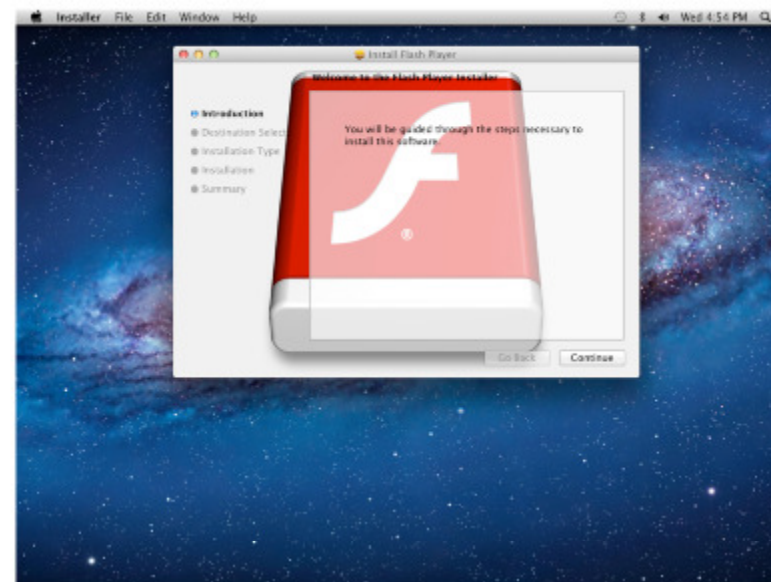 Installer File Edit Window Help Wed 4:54 PM
Install Flash Player
Welcome to the Flash Player Installer
Introduction
Destination Select
Installation Type
Installation
Summary
You will be guided through the steps necessary to
install this software.
®
Go Back Continue